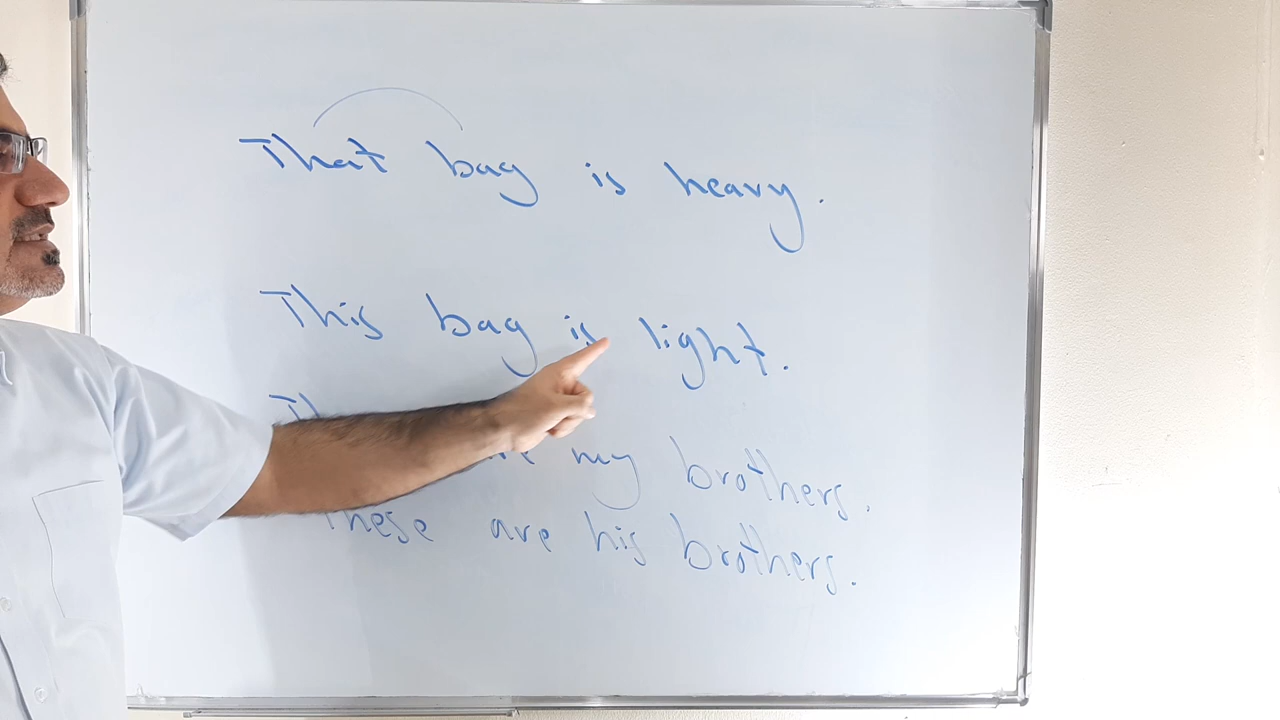 That bag is heavy.
This bag is light.
my brothers.
These are his brothers.